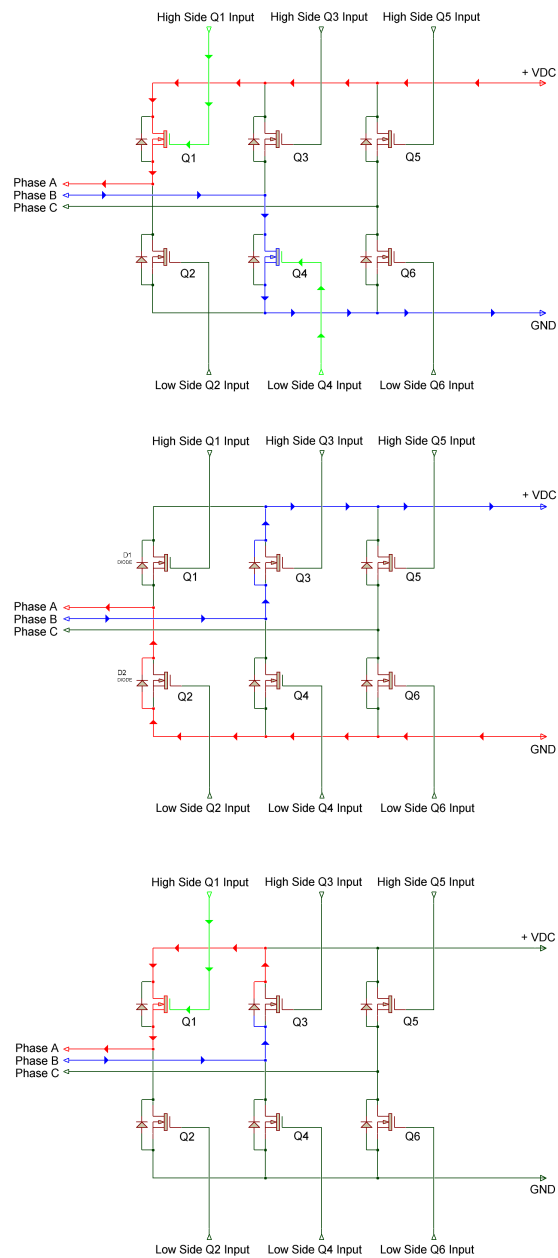 High Side Q1 Input High Side Q3 Input High Side Q5 Input
+ VDC
Q1 Q3 Q5
Phase A
Phase B
Phase C
Q2 Q4 Q6
GND
Low Side Q2 Input Low Side Q4 Input Low Side Q6 Input
High Side Q1 Input High Side Q3 Input High Side Q5 Input
+ VDC
D1
DIODE
Q1 Q3 Q5
Phase A
Phase B
Phase C
D2
DIODE
Q2 Q4 Q6
GND
Low Side Q2 Input Low Side Q4 Input Low Side Q6 Input
High Side Q1 Input High Side Q3 Input High Side Q5 Input
+ VDC
Q1 Q3 Q5
Phase A
Phase B
Phase C
Q2 Q4 Q6
GND
Low Side Q2 Input Low Side Q4 Input Low Side Q6 Input